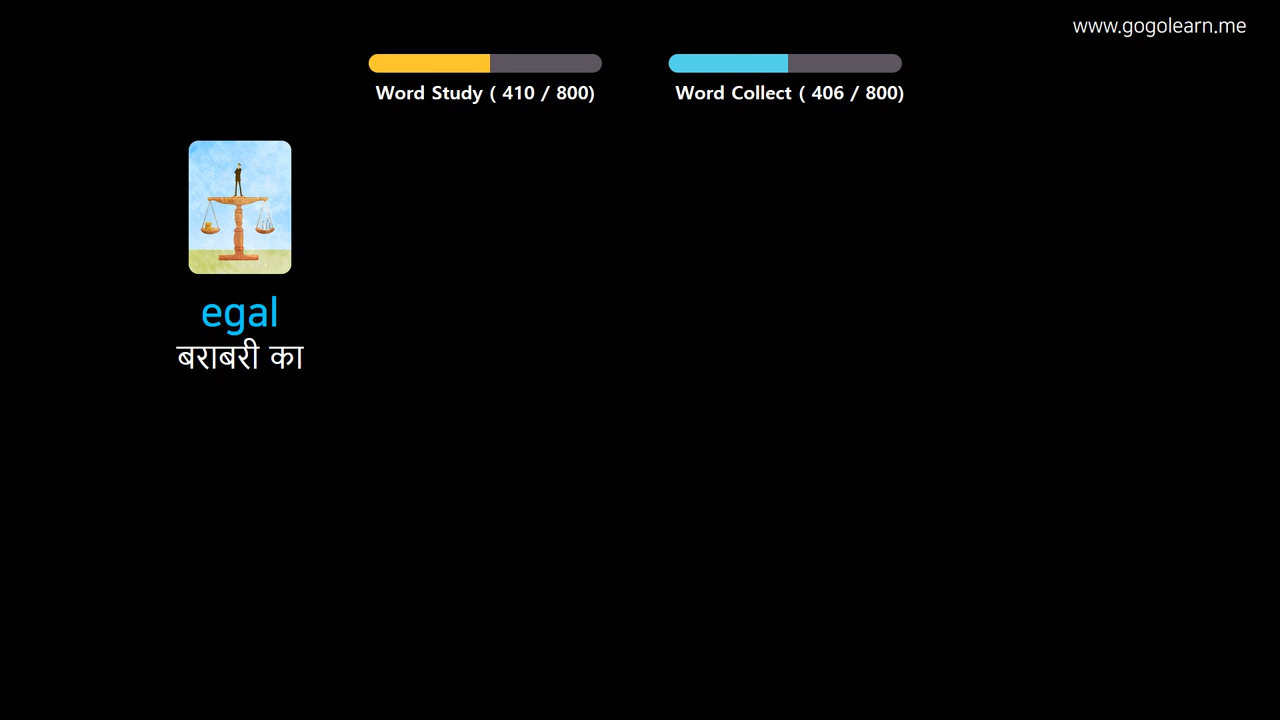 www.gogolearn.me
Word Study ( 410 / 800)
Word Collect ( 406 / 800)
egal
बराबरी का